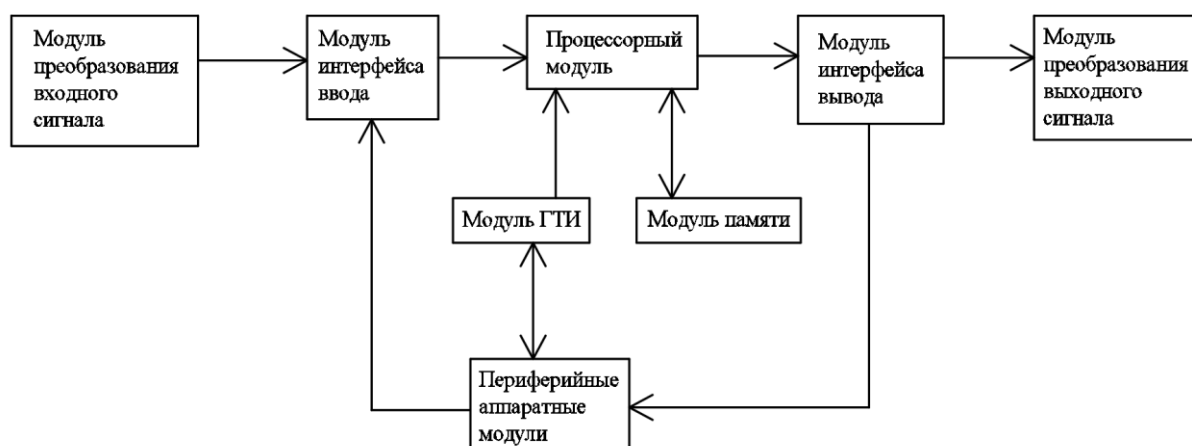 Модуль
преобразования
входного
сигнала
Модуль
интерфейса
ввода
Процессорный
модуль
Модуль
интерфейса
вывода
Модуль
преобразования
выходного
сигнала
Модуль ГТИ
Модуль памяти
Периферийные
аппаратные
модули